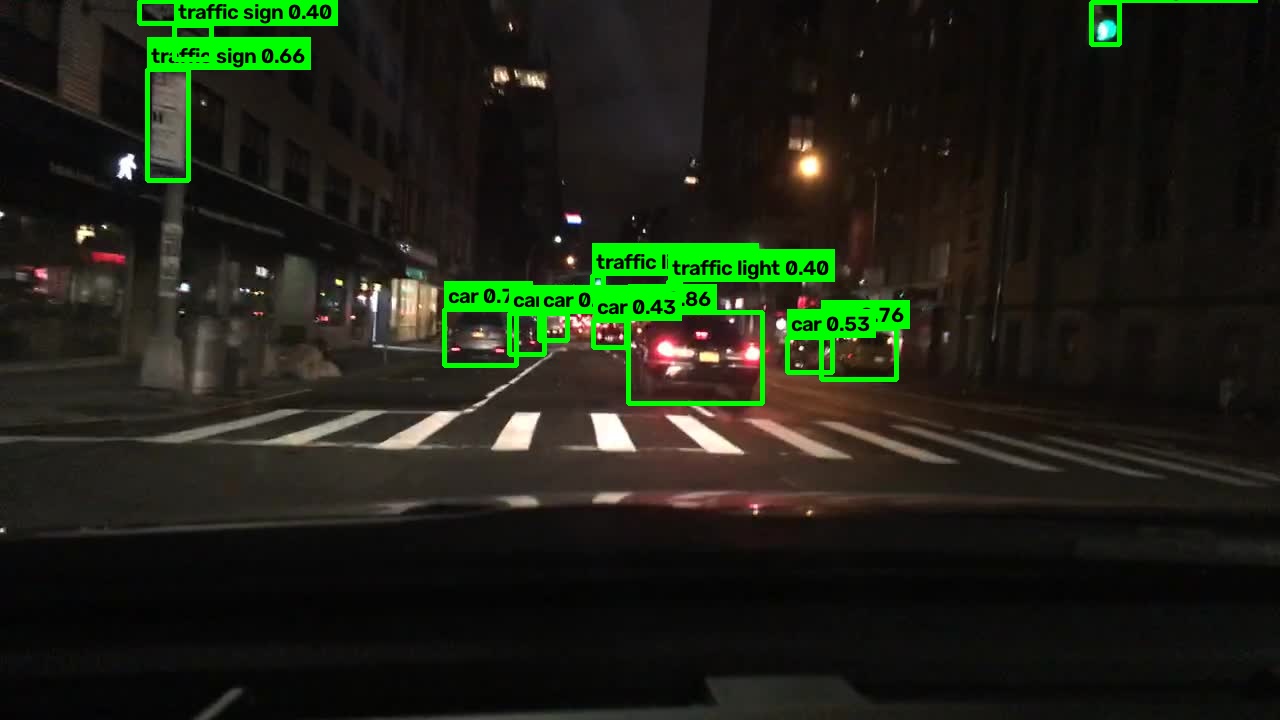 traffic sign 0.40
traffic sign 0.66
traffic li
traffic light 0.40
car 0.7
car
car 0.
car 0.43
.86
car 0.53
.76